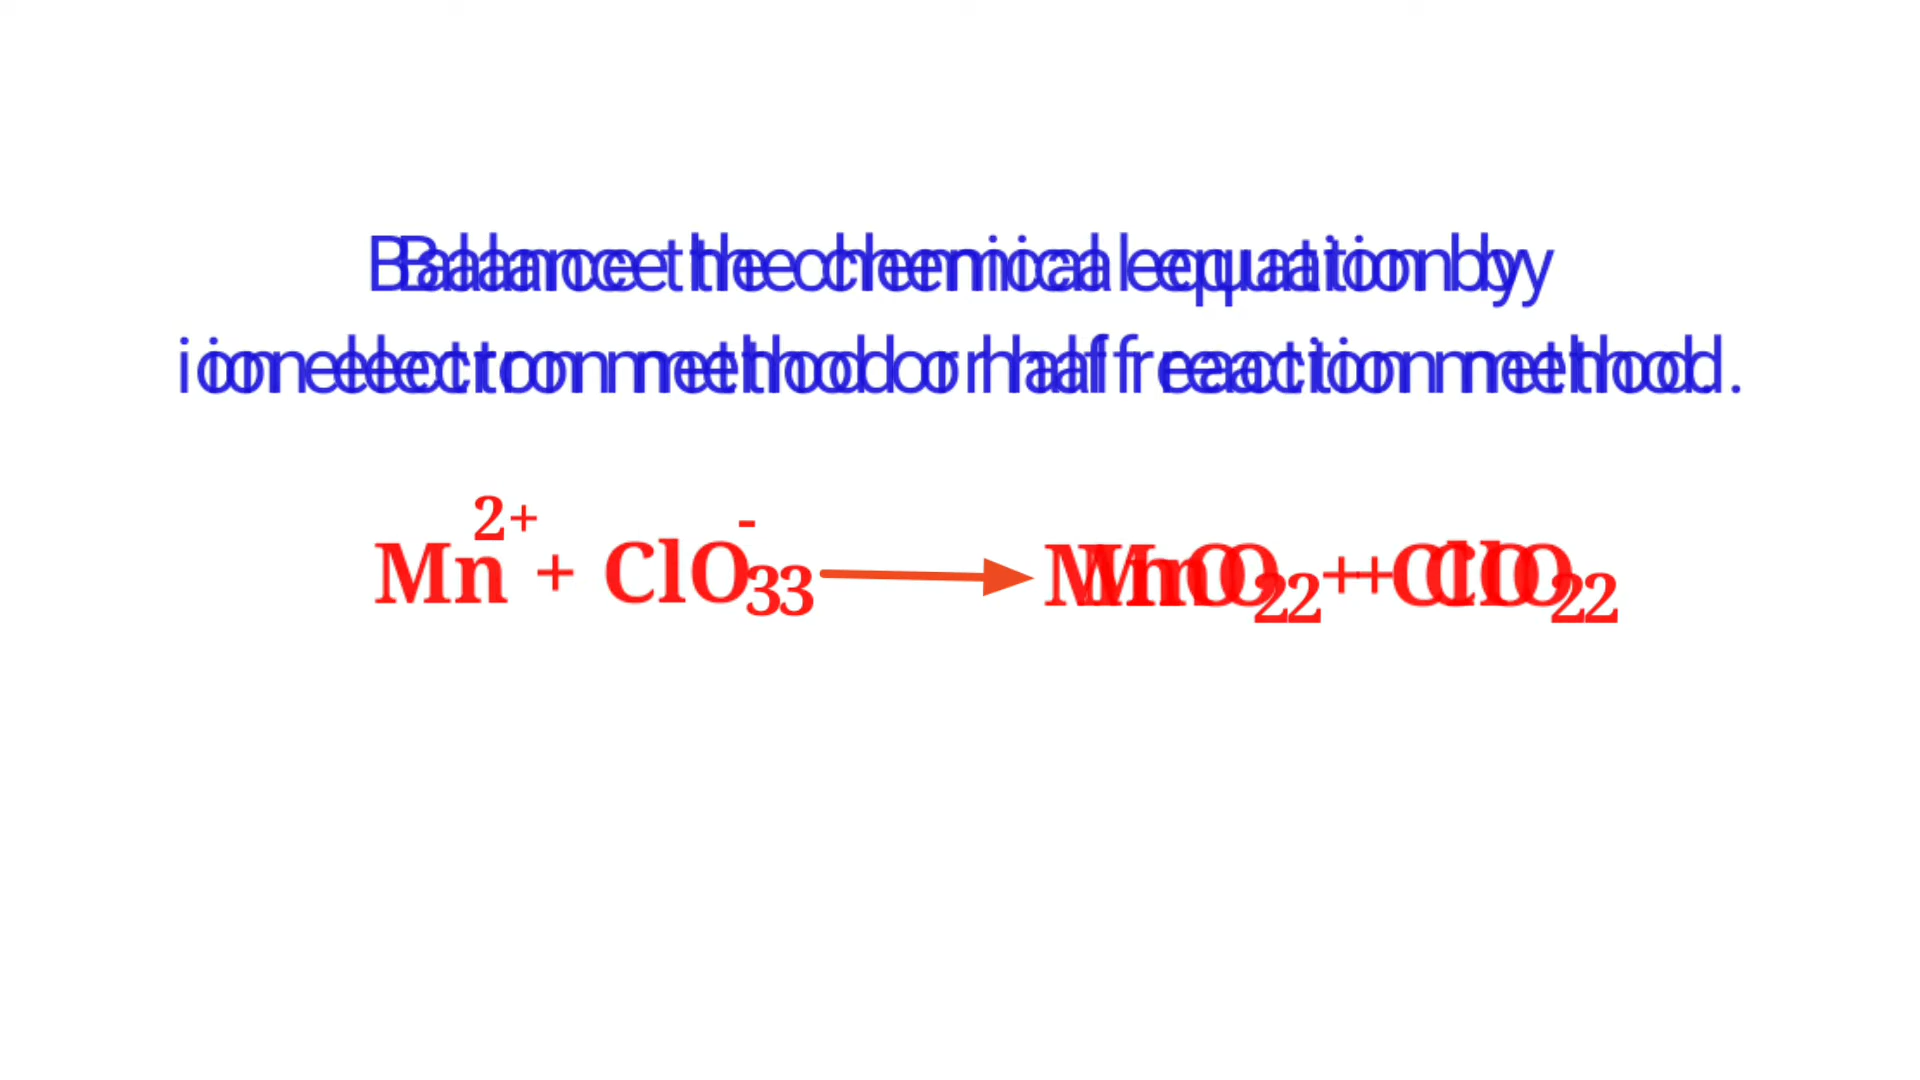 Balance the chemical equation by
ion electron method or half reaction method.
Mn²⁺ + ClO₃⁻ → MnO₂ + ClO₂